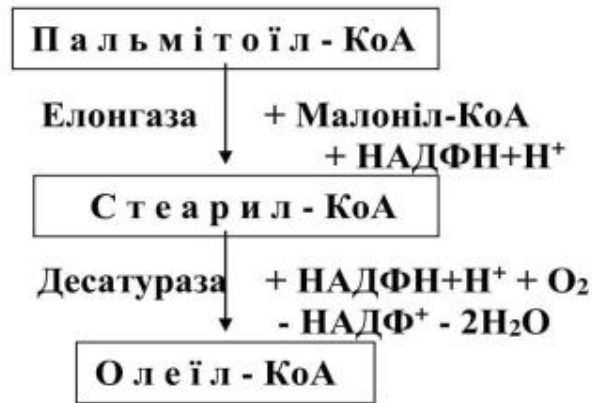 Пальмітоїл-КоА
Елонгаза + Малоніл-КоА
+ НАДФН+Н⁺
Стеарил-КоА
Десатураза + НАДФН+Н⁺ + О₂
- НАДФ⁺ - 2Н₂О
Олеїл-КоА